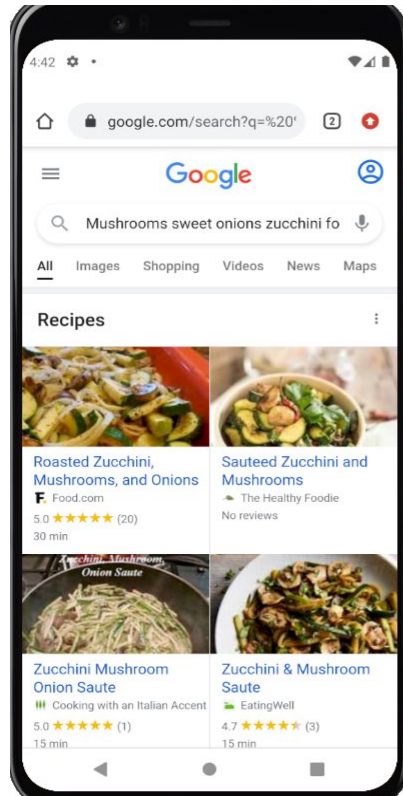 4:42
google.com/search?q=%20
2
Google
Mushrooms sweet onions zucchini fo
All Images Shopping Videos News Maps
Recipes
Roasted Zucchini,
Mushrooms, and Onions
F. Food.com
5.0 ★★★★★ (20)
30 min
Sauteed Zucchini and
Mushrooms
The Healthy Foodie
No reviews
Zucchini, Mushroom,
Onion Saute
Zucchini Mushroom
Onion Saute
Cooking with an Italian Accent
5.0 ★★★★★ (1)
15 min
Zucchini & Mushroom
Saute
EatingWell
4.7 ★★★★★ (3)
15 min